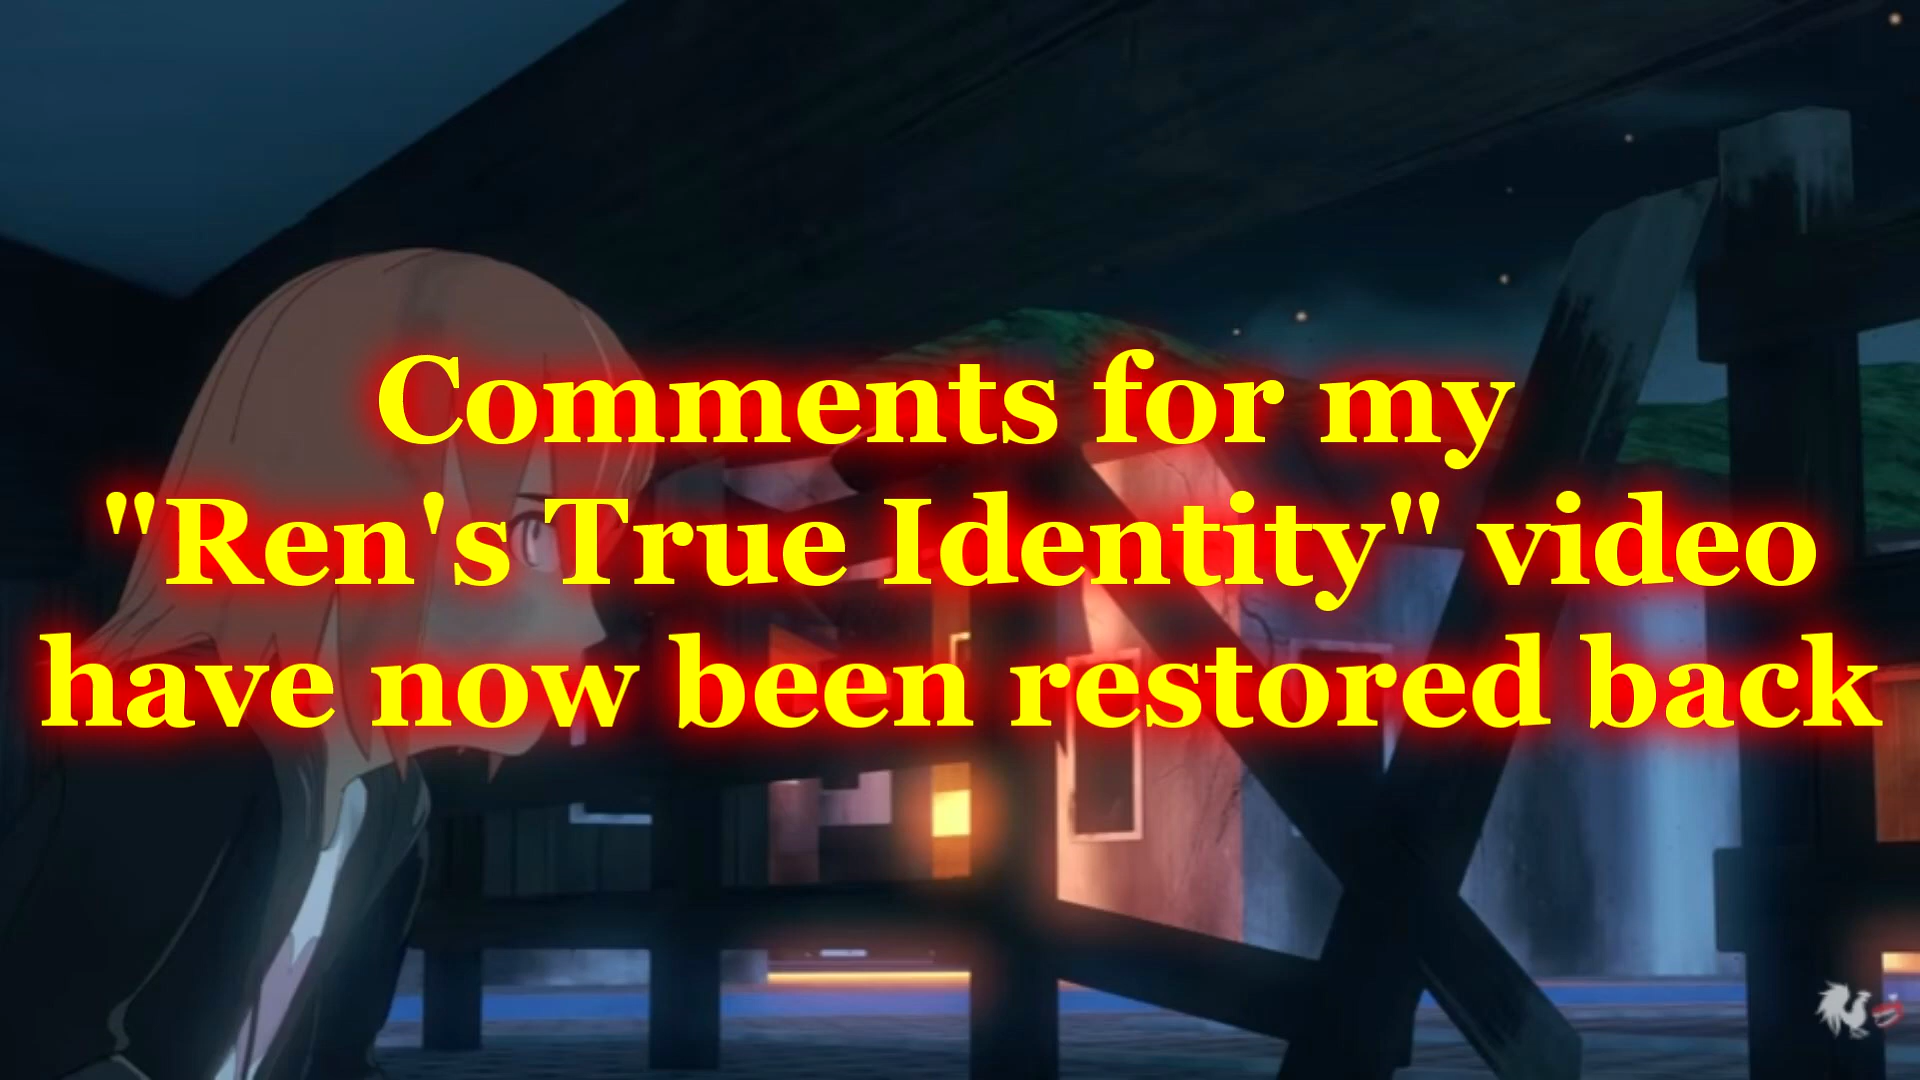 Comments for my
"Ren's True Identity" video
have now been restored back